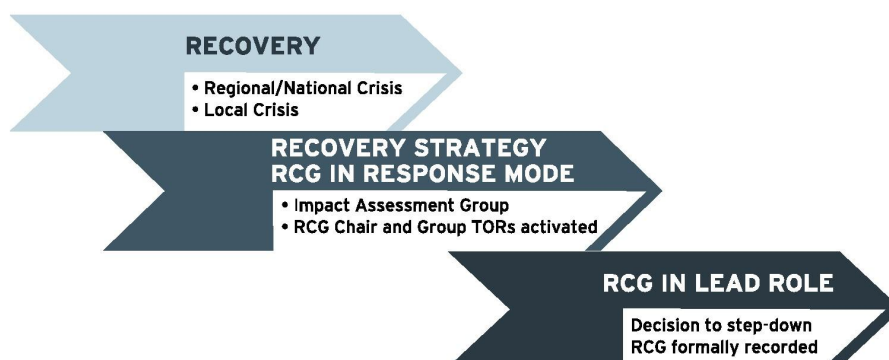 RECOVERY
• Regional/National Crisis
• Local Crisis
RECOVERY STRATEGY
RCG IN RESPONSE MODE
• Impact Assessment Group
• RCG Chair and Group TORs activated
RCG IN LEAD ROLE
Decision to step-down
RCG formally recorded